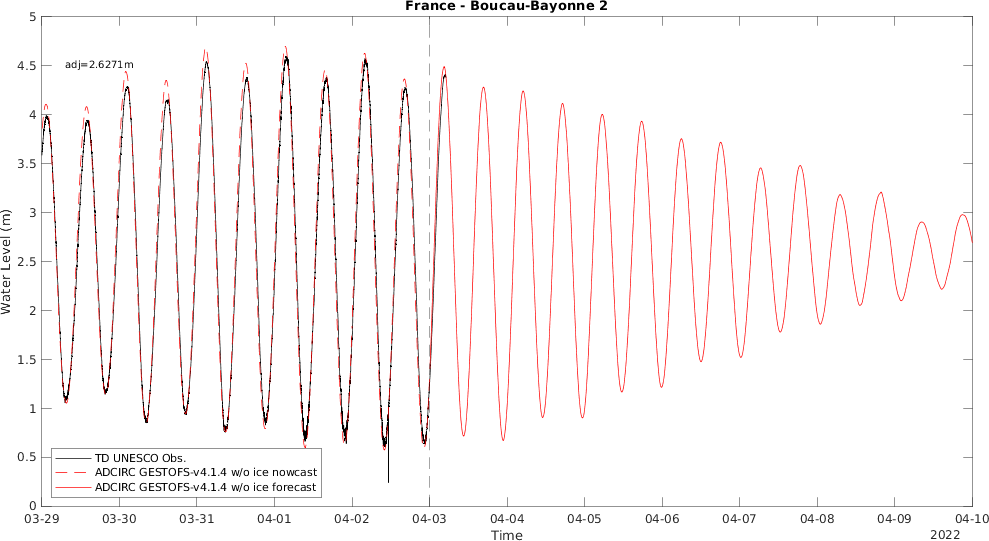 France - Boucau-Bayonne 2
adj=2.6271m
Water Level (m)
5
4.5
4
3.5
3
2.5
2
1.5
1
0.5
0
TD UNESCO Obs.
ADCIRC GESTOFS-v4.1.4 w/o ice nowcast
ADCIRC GESTOFS-v4.1.4 w/o ice forecast
03-29 03-30 03-31 04-01 04-02 04-03 04-04 04-05 04-06 04-07 04-08 04-09 04-10
Time
2022